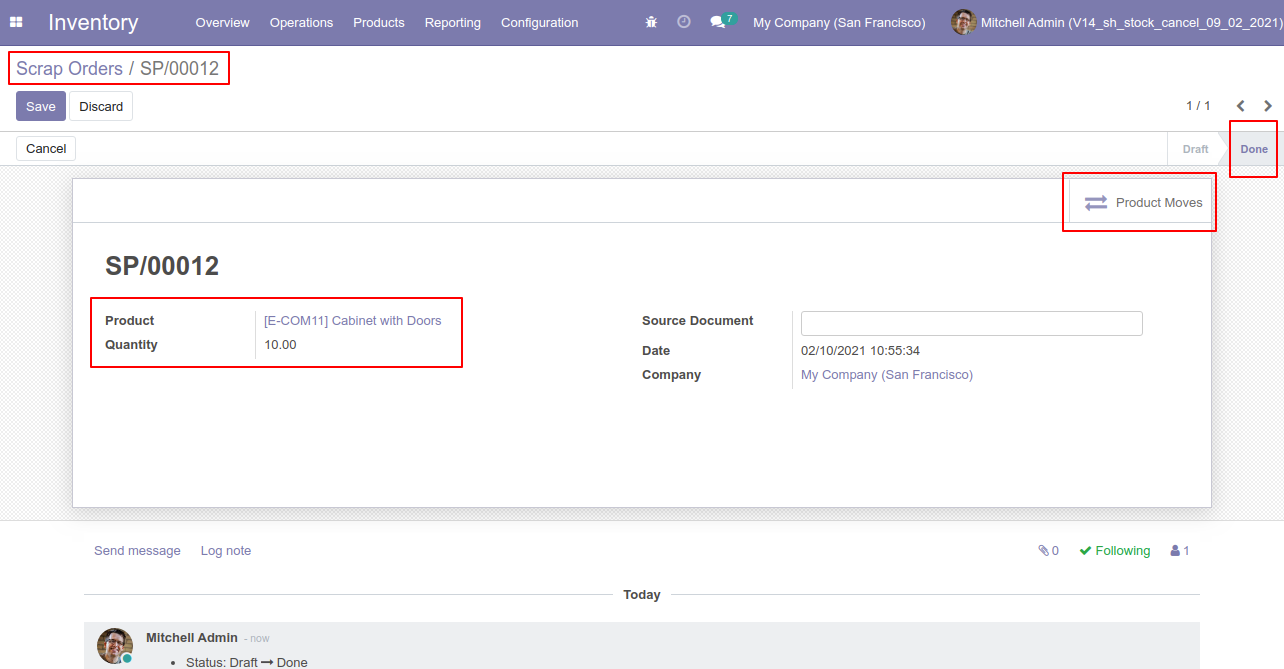 Inventory Overview Operations Products Reporting Configuration 7 My Company (San Francisco) Mitchell Admin (V14_sh_stock_cancel_09_02_2021)
Scrap Orders / SP/00012
Save Discard 1 / 1
Cancel Draft Done
Product Moves
SP/00012
Product [E-COM11] Cabinet with Doors Source Document
Quantity 10.00 Date 02/10/2021 10:55:34
Company My Company (San Francisco)
Send message Log note 0 Following 1
Today
Mitchell Admin - now
• Status: Draft ➞ Done